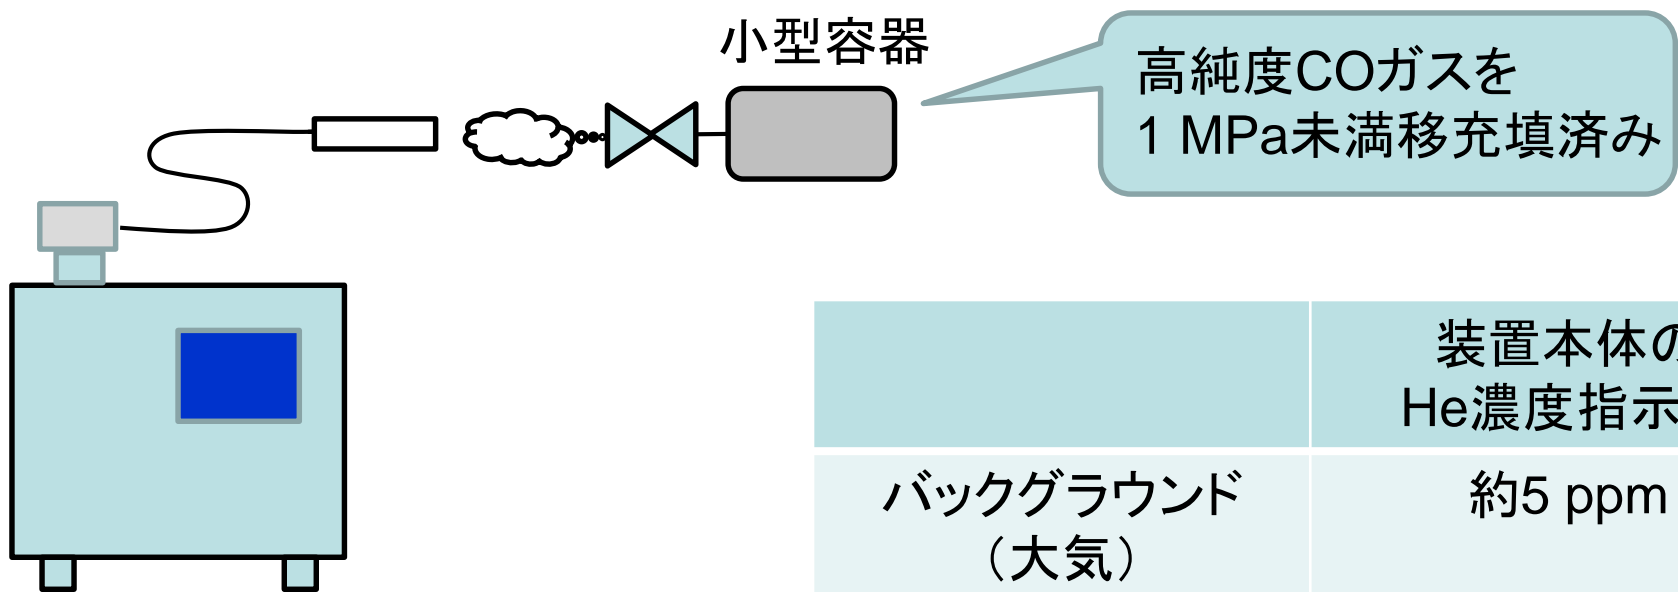 小型容器
高純度COガスを
1 MPa未満移充填済み
装置本体の
He濃度指示
バックグラウンド
約5 ppm
（大気）